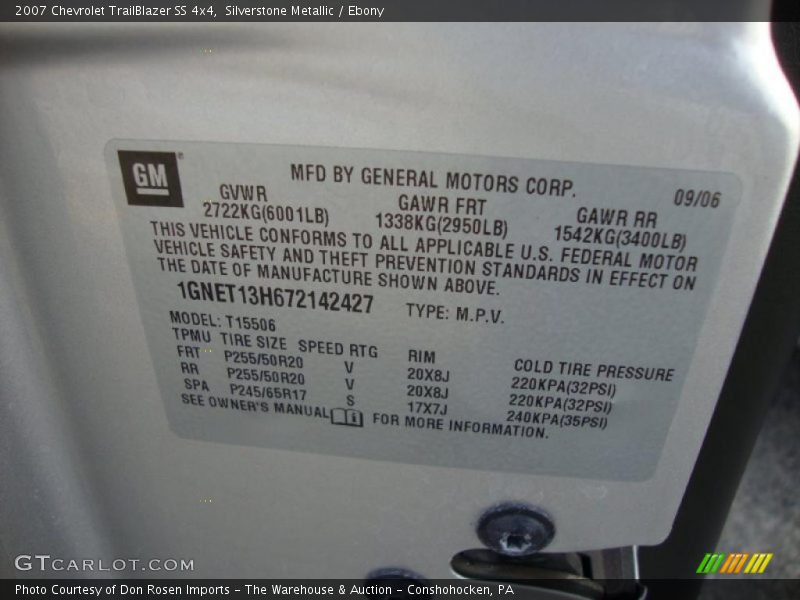 2007 Chevrolet TrailBlazer SS 4x4, Silverstone Metallic / Ebony
GM
MFD BY GENERAL MOTORS CORP. 09/06
GVWR GAWR FRT GAWR RR
2722KG(6001LB) 1338KG(2950LB) 1542KG(3400LB)
THIS VEHICLE CONFORMS TO ALL APPLICABLE U.S. FEDERAL MOTOR
VEHICLE SAFETY AND THEFT PREVENTION STANDARDS IN EFFECT ON
THE DATE OF MANUFACTURE SHOWN ABOVE.
1GNET13H672142427 TYPE: M.P.V.
MODEL: T15506
TPMU TIRE SIZE SPEED RTG RIM COLD TIRE PRESSURE
FRT P255/50R20 V 20X8J 220KPA(32PSI)
RR P255/50R20 V 20X8J 220KPA(32PSI)
SPA P245/65R17 S 17X7J 240KPA(35PSI)
SEE OWNER'S MANUAL FOR MORE INFORMATION.
GTCARLOT.COM
Photo Courtesy of Don Rosen Imports - The Warehouse & Auction - Conshohocken, PA